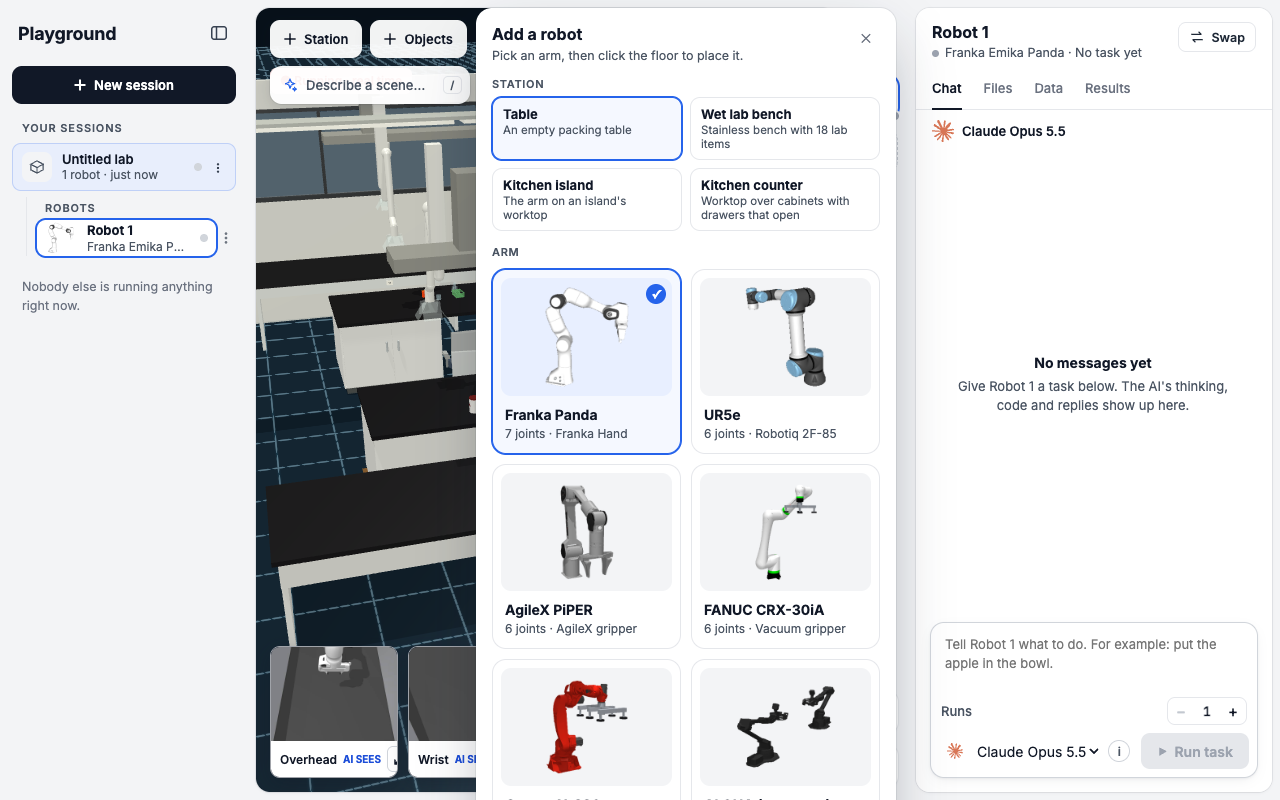 Playground
New session
YOUR SESSIONS
Untitled lab
1 robot · just now
ROBOTS
Robot 1
Franka Emika P...
Nobody else is running anything
right now.
Station
Objects
Describe a scene...
/
Overhead
AI SEES
Wrist
Add a robot
Pick an arm, then click the floor to place it.
STATION
Table
An empty packing table
Wet lab bench
Stainless bench with 18 lab
items
Kitchen island
The arm on an island's
worktop
Kitchen counter
Worktop over cabinets with
drawers that open
ARM
Franka Panda
7 joints · Franka Hand
UR5e
6 joints · Robotiq 2F-85
AgileX PiPER
6 joints · AgileX gripper
FANUC CRX-30iA
6 joints · Vacuum gripper
Robot 1
Franka Emika Panda · No task yet
Swap
Chat
Files
Data
Results
Claude Opus 5.5
No messages yet
Give Robot 1 a task below. The AI's thinking,
code and replies show up here.
Tell Robot 1 what to do. For example: put the
apple in the bowl.
Runs
− 1 +
Claude Opus 5.5
i
Run task